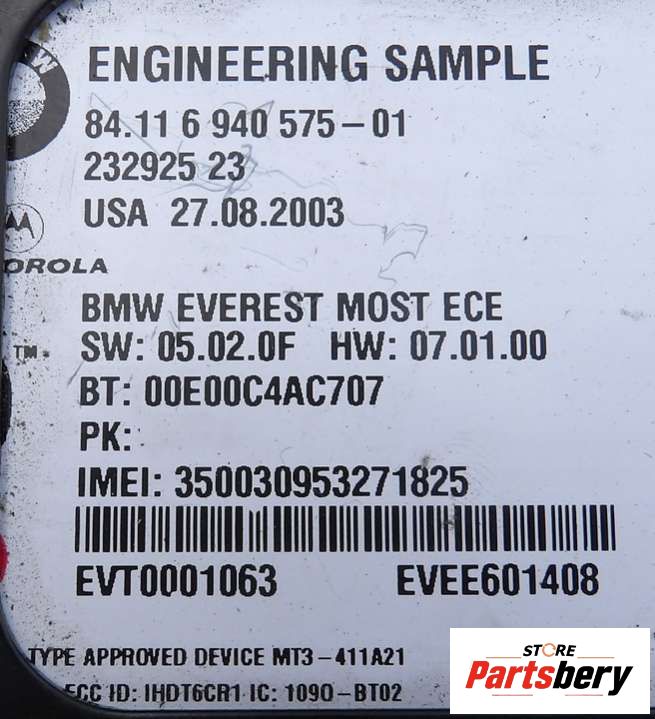 ENGINEERING SAMPLE
84.11 6 940 575-01
232925 23
USA 27.08.2003
OROLA
BMW EVEREST MOST ECE
TM. SW: 05.02.0F HW: 07.01.00
BT: 00E00C4AC707
PK:
IMEI: 350030953271825
EVT0001063 EVEE601408
TYPE APPROVED DEVICE MT3-411A21
FCC ID: IHDT6CR1 IC: 1090-BT02
STORE
Partsbery